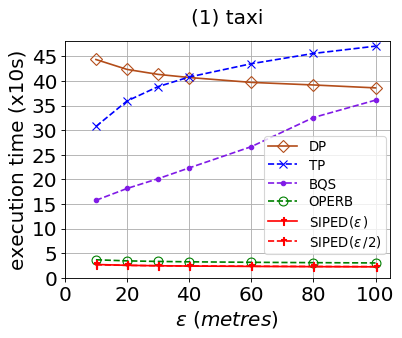 (1) taxi
execution time (x10s)
45
40
35
30
25
20
15
10
5
0
0 20 40 60 80 100
ε (metres)
DP
TP
BQS
OPERB
SIPED(ε)
SIPED(ε/2)